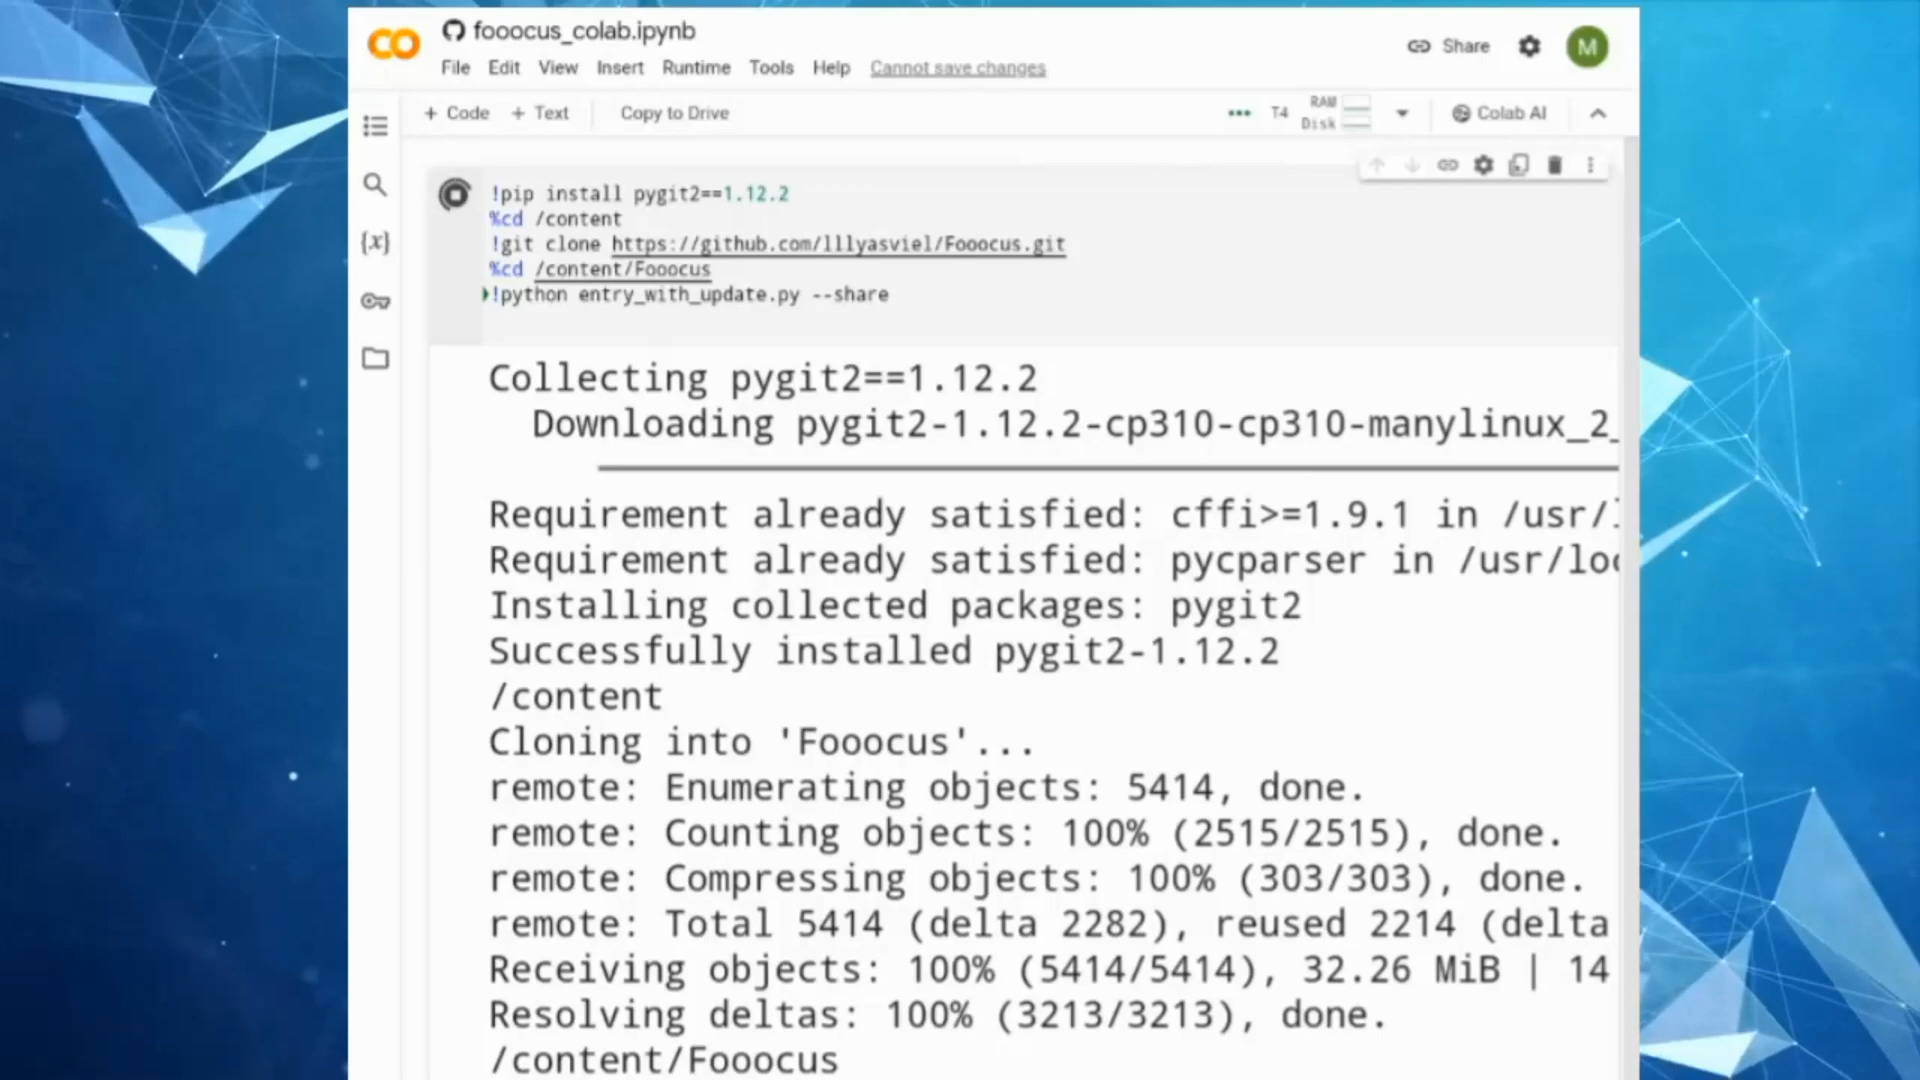 fooocus_colab.ipynb
Share
M
File Edit View Insert Runtime Tools Help Cannot save changes
+ Code + Text Copy to Drive
T4 RAM Disk Colab AI
!pip install pygit2==1.12.2
%cd /content
!git clone https://github.com/lllyasviel/Fooocus.git
%cd /content/Fooocus
!python entry_with_update.py --share
Collecting pygit2==1.12.2
Downloading pygit2-1.12.2-cp310-cp310-manylinux_2_
Requirement already satisfied: cffi>=1.9.1 in /usr/
Requirement already satisfied: pycparser in /usr/loc
Installing collected packages: pygit2
Successfully installed pygit2-1.12.2
/content
Cloning into 'Fooocus'...
remote: Enumerating objects: 5414, done.
remote: Counting objects: 100% (2515/2515), done.
remote: Compressing objects: 100% (303/303), done.
remote: Total 5414 (delta 2282), reused 2214 (delta
Receiving objects: 100% (5414/5414), 32.26 MiB | 14
Resolving deltas: 100% (3213/3213), done.
/content/Fooocus